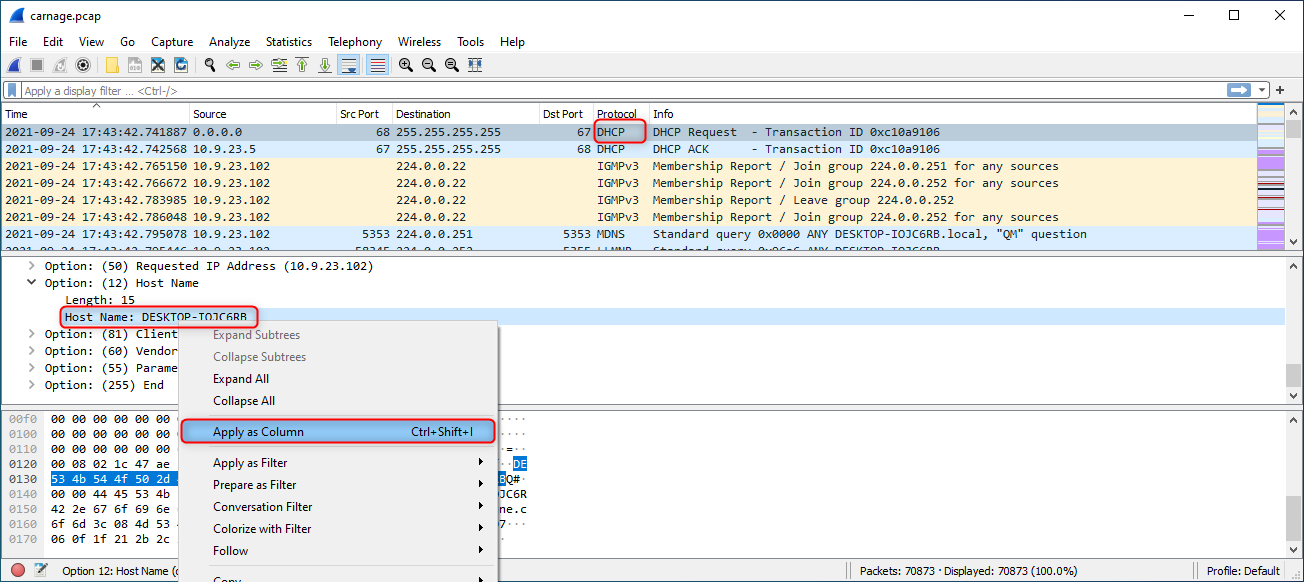 carnage.pcap
File Edit View Go Capture Analyze Statistics Telephony Wireless Tools Help
Apply a display filter ... <Ctrl-/>
Time Source Src Port Destination Dst Port Protocol Info
2021-09-24 17:43:42.741887 0.0.0.0 68 255.255.255.255 67 DHCP DHCP Request - Transaction ID 0xc10a9106
2021-09-24 17:43:42.742568 10.9.23.5 67 255.255.255.255 68 DHCP DHCP ACK - Transaction ID 0xc10a9106
2021-09-24 17:43:42.765150 10.9.23.102 224.0.0.22 IGMPv3 Membership Report / Join group 224.0.0.251 for any sources
2021-09-24 17:43:42.766672 10.9.23.102 224.0.0.22 IGMPv3 Membership Report / Join group 224.0.0.252 for any sources
2021-09-24 17:43:42.783985 10.9.23.102 224.0.0.22 IGMPv3 Membership Report / Leave group 224.0.0.252
2021-09-24 17:43:42.786048 10.9.23.102 224.0.0.22 IGMPv3 Membership Report / Join group 224.0.0.252 for any sources
2021-09-24 17:43:42.795078 10.9.23.102 5353 224.0.0.251 5353 MDNS Standard query 0x0000 ANY DESKTOP-IOJC6RB.local, "QM" question
Option: (50) Requested IP Address (10.9.23.102)
Option: (12) Host Name
Length: 15
Host Name: DESKTOP-IOJC6RB
Option: (81) Client
Option: (60) Vendor
Option: (55) Parame
Option: (255) End
Expand Subtrees
Collapse Subtrees
Expand All
Collapse All
Apply as Column Ctrl+Shift+I
Apply as Filter
Prepare as Filter
Conversation Filter
Colorize with Filter
Follow
Copy
00f0 00 00 00 00 00 00 ····
0100 00 00 00 00 00 ····
0110 00 00 00 00 00 = ··
0120 00 08 02 1c 47 ae DE
0130 53 4b 54 4f 50 2d BQ#·
0140 00 00 44 45 53 4b JC6R
0150 42 2e 67 6f 69 6e ne.c
0160 6f 6d 3c 08 4d 53 7···
0170 06 0f 1f 21 2b 2c ·
Option 12: Host Name (
Packets: 70873 · Displayed: 70873 (100.0%)
Profile: Default